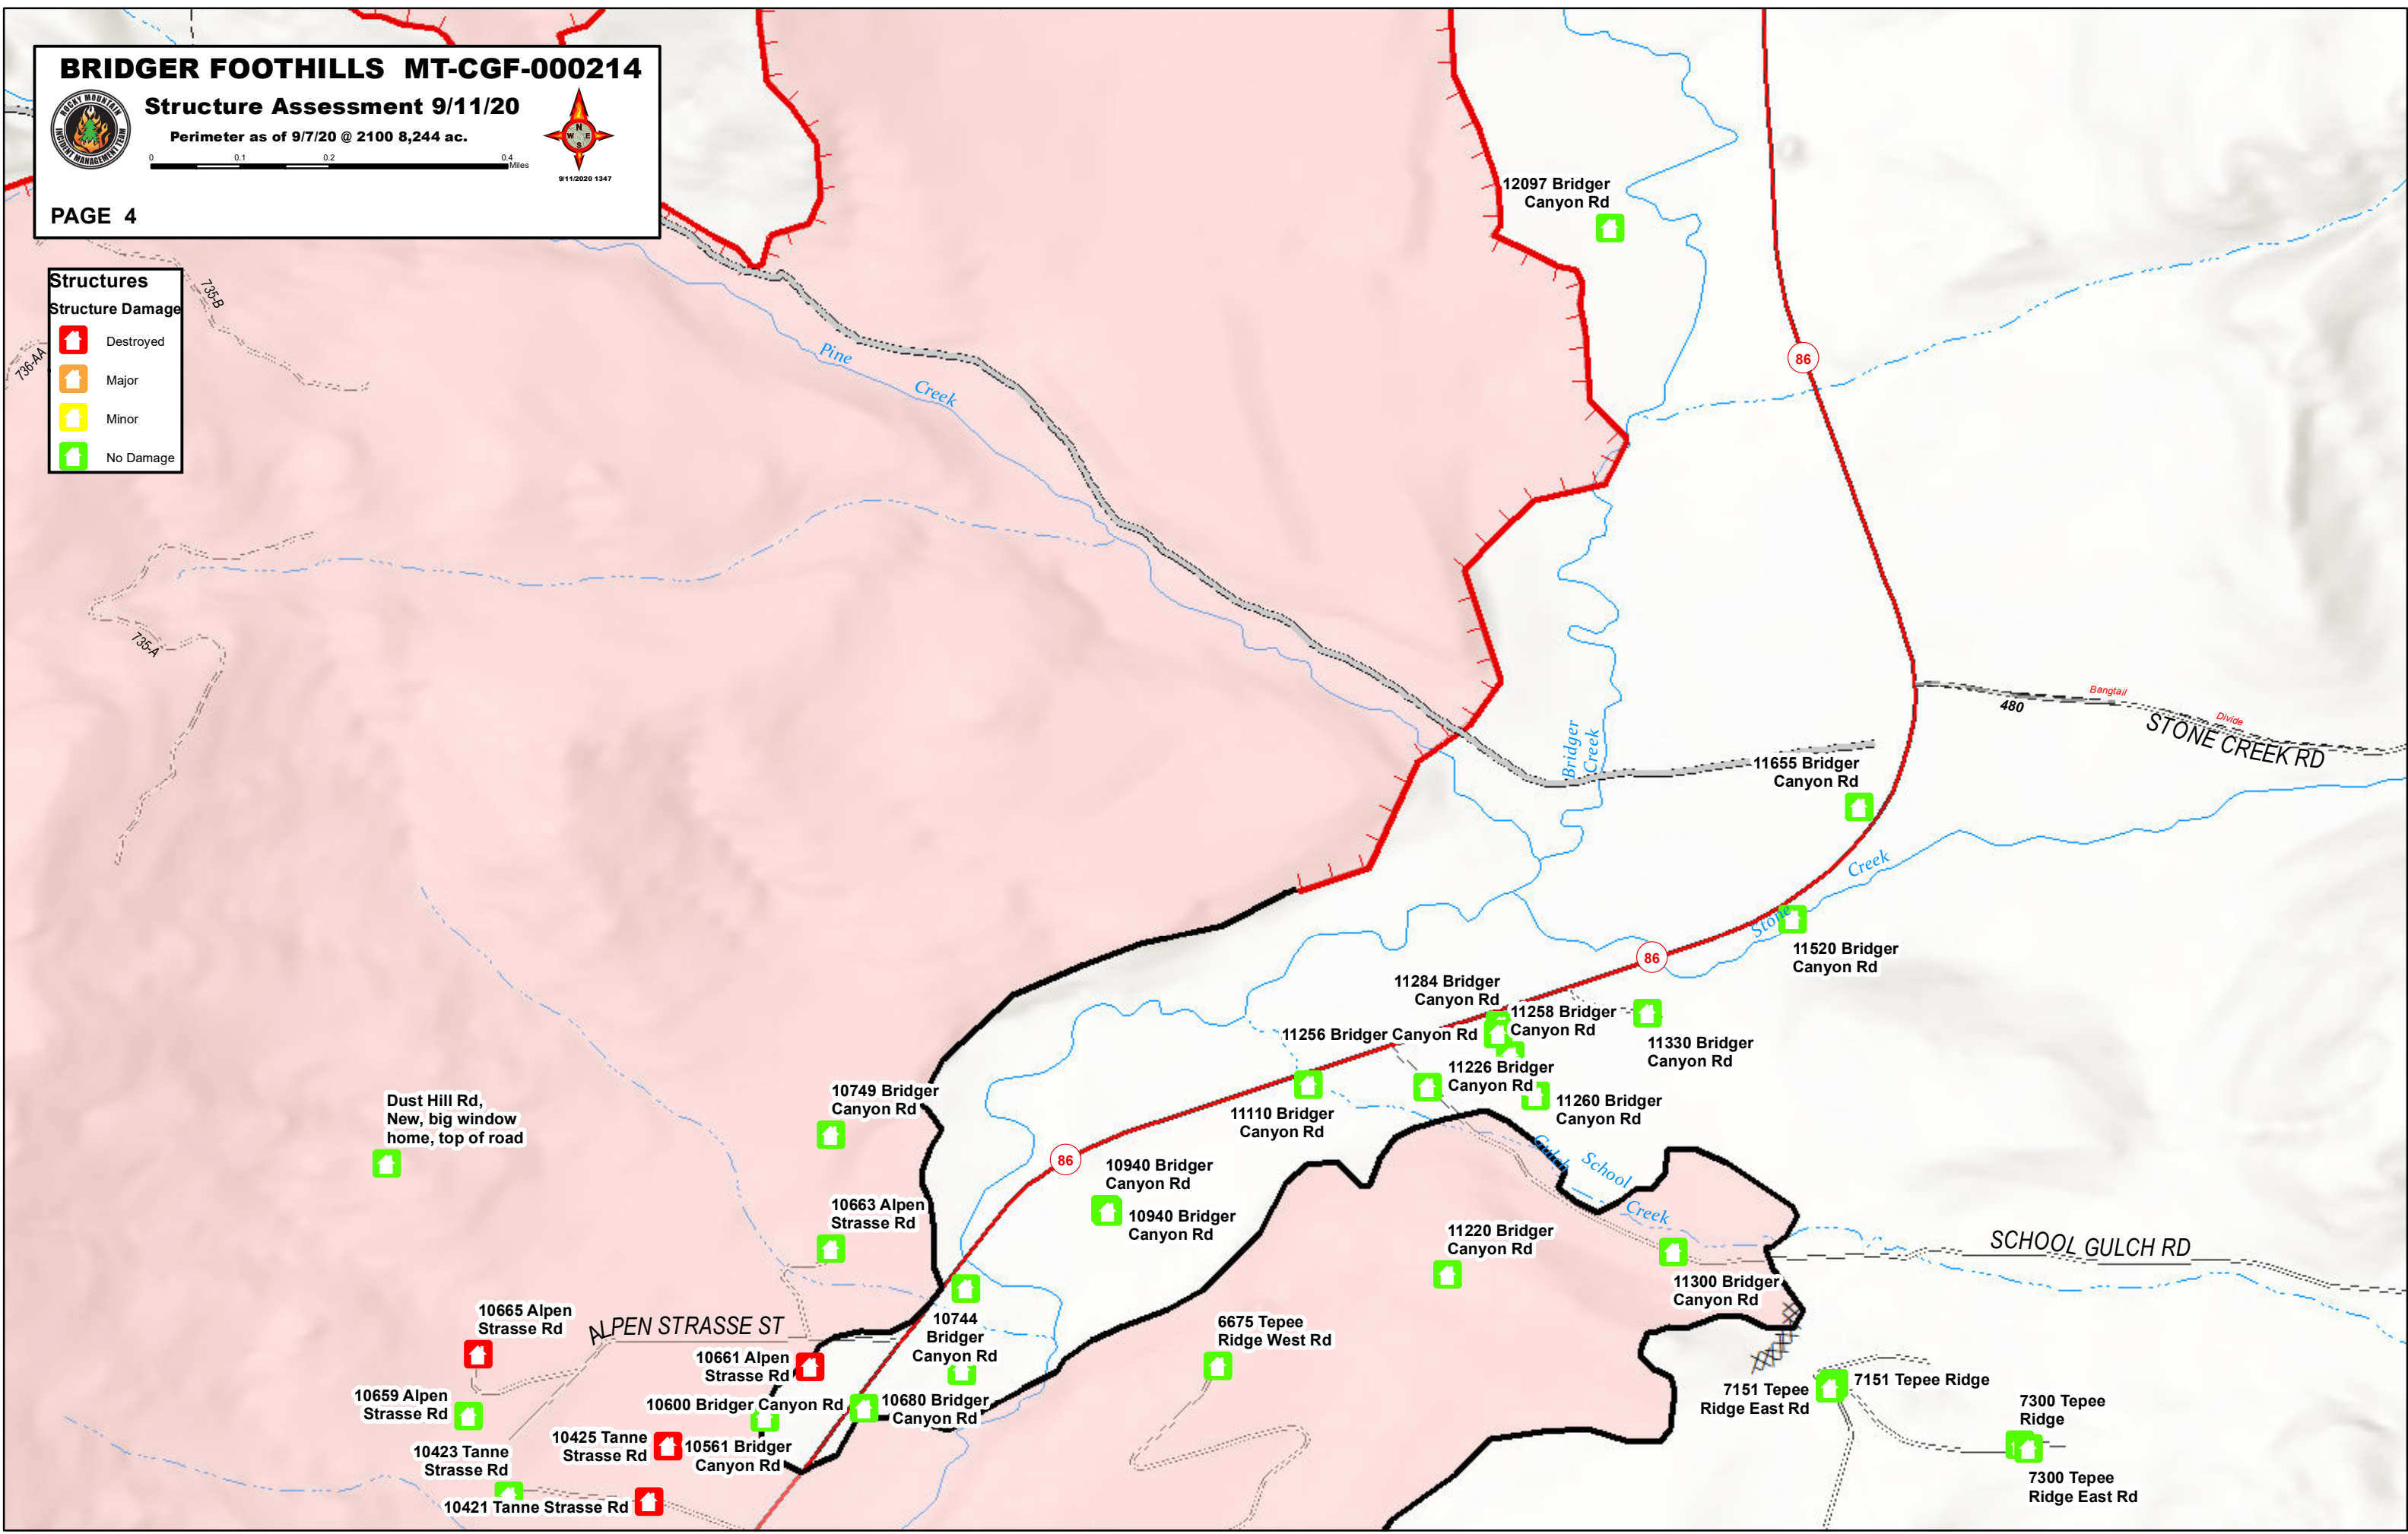 BRIDGER FOOTHILLS MT-CGF-000214
Structure Assessment 9/11/20
Perimeter as of 9/7/20 @ 2100 8,244 ac.
ROCKY MOUNTAIN
INCIDENT MANAGEMENT TEAM
N
W E
S
0 0.1 0.2 0.4
Miles
9/11/2020 1347
PAGE 4
Structures
Structure Damage
Destroyed
Major
Minor
No Damage
735-B
736-AA
735-A
Pine
Creek
12097 Bridger
Canyon Rd
86
Bridger
Creek
480
Bangtail
Divide
STONE CREEK RD
11655 Bridger
Canyon Rd
Stone
Creek
11520 Bridger
Canyon Rd
86
11284 Bridger
Canyon Rd
11258 Bridger
Canyon Rd
11256 Bridger Canyon Rd
11330 Bridger
Canyon Rd
11226 Bridger
Canyon Rd
11260 Bridger
Canyon Rd
11110 Bridger
Canyon Rd
10749 Bridger
Canyon Rd
Dust Hill Rd,
New, big window
home, top of road
86
10940 Bridger
Canyon Rd
10940 Bridger
Canyon Rd
Gulch
School
Creek
10663 Alpen
Strasse Rd
11220 Bridger
Canyon Rd
SCHOOL GULCH RD
11300 Bridger
Canyon Rd
10665 Alpen
Strasse Rd
ALPEN STRASSE ST
10744
Bridger
Canyon Rd
6675 Tepee
Ridge West Rd
10661 Alpen
Strasse Rd
7151 Tepee
Ridge East Rd
7151 Tepee Ridge
10659 Alpen
Strasse Rd
10600 Bridger Canyon Rd
10680 Bridger
Canyon Rd
7300 Tepee
Ridge
10425 Tanne
Strasse Rd
10561 Bridger
Canyon Rd
10423 Tanne
Strasse Rd
7300 Tepee
Ridge East Rd
10421 Tanne Strasse Rd